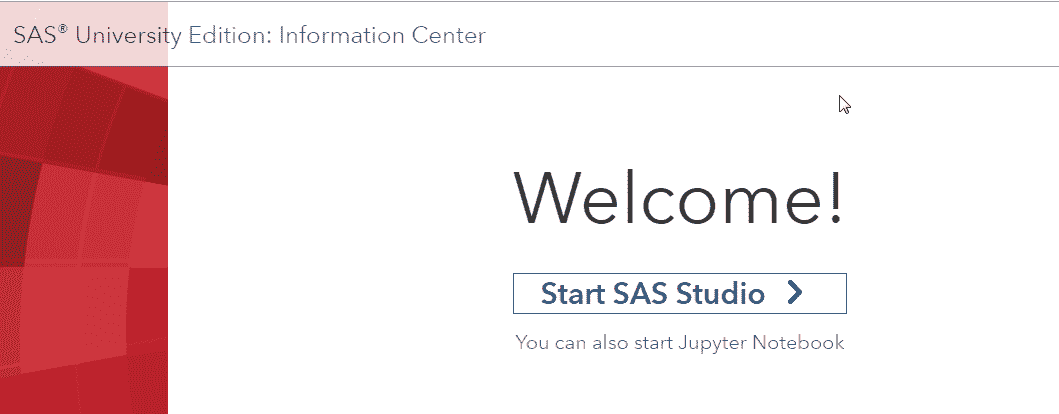 SAS® University Edition: Information Center
Welcome!
Start SAS Studio
You can also start Jupyter Notebook